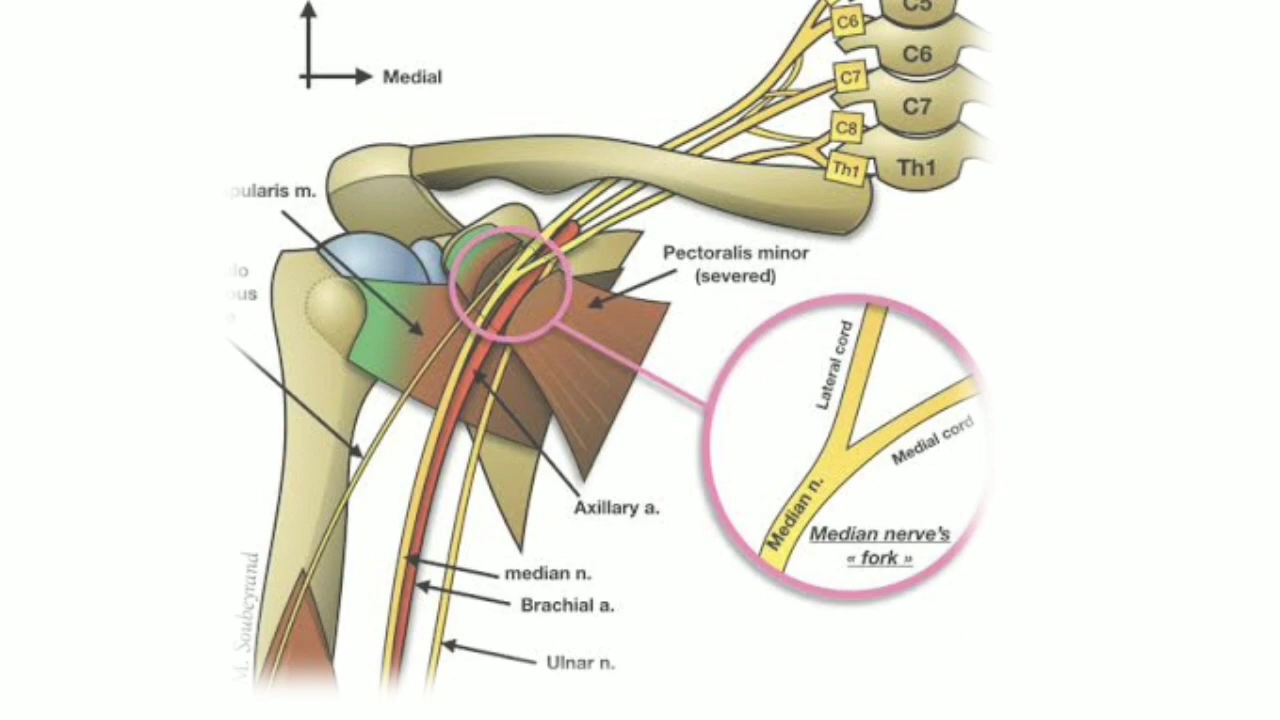 C5
C6
C6
Medial
C7
C7
C8
Th1
Th1
pularis m.
Pectoralis minor
(severed)
lo
ous
Lateral cord
Medial cord
Median n.
Median nerve's
« fork »
Axillary a.
median n.
Brachial a.
Ulnar n.
M. Soubeyrand